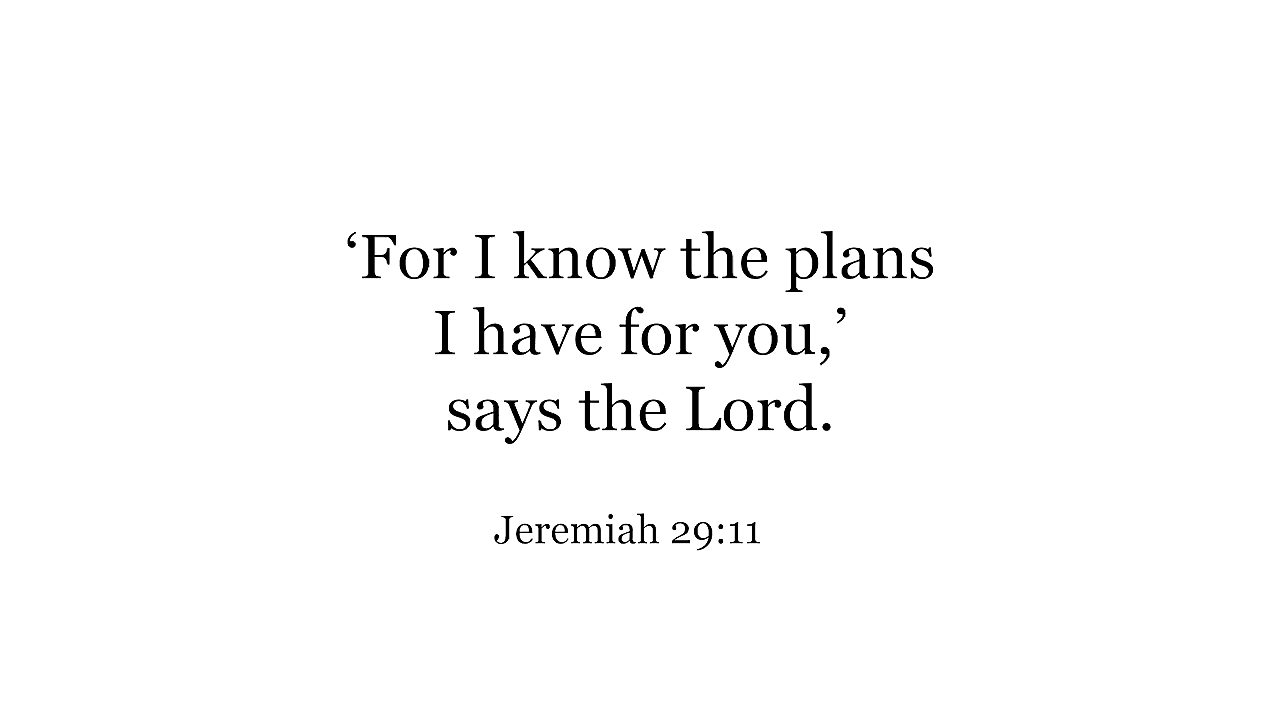 ‘For I know the plans
I have for you,’
says the Lord.
Jeremiah 29:11